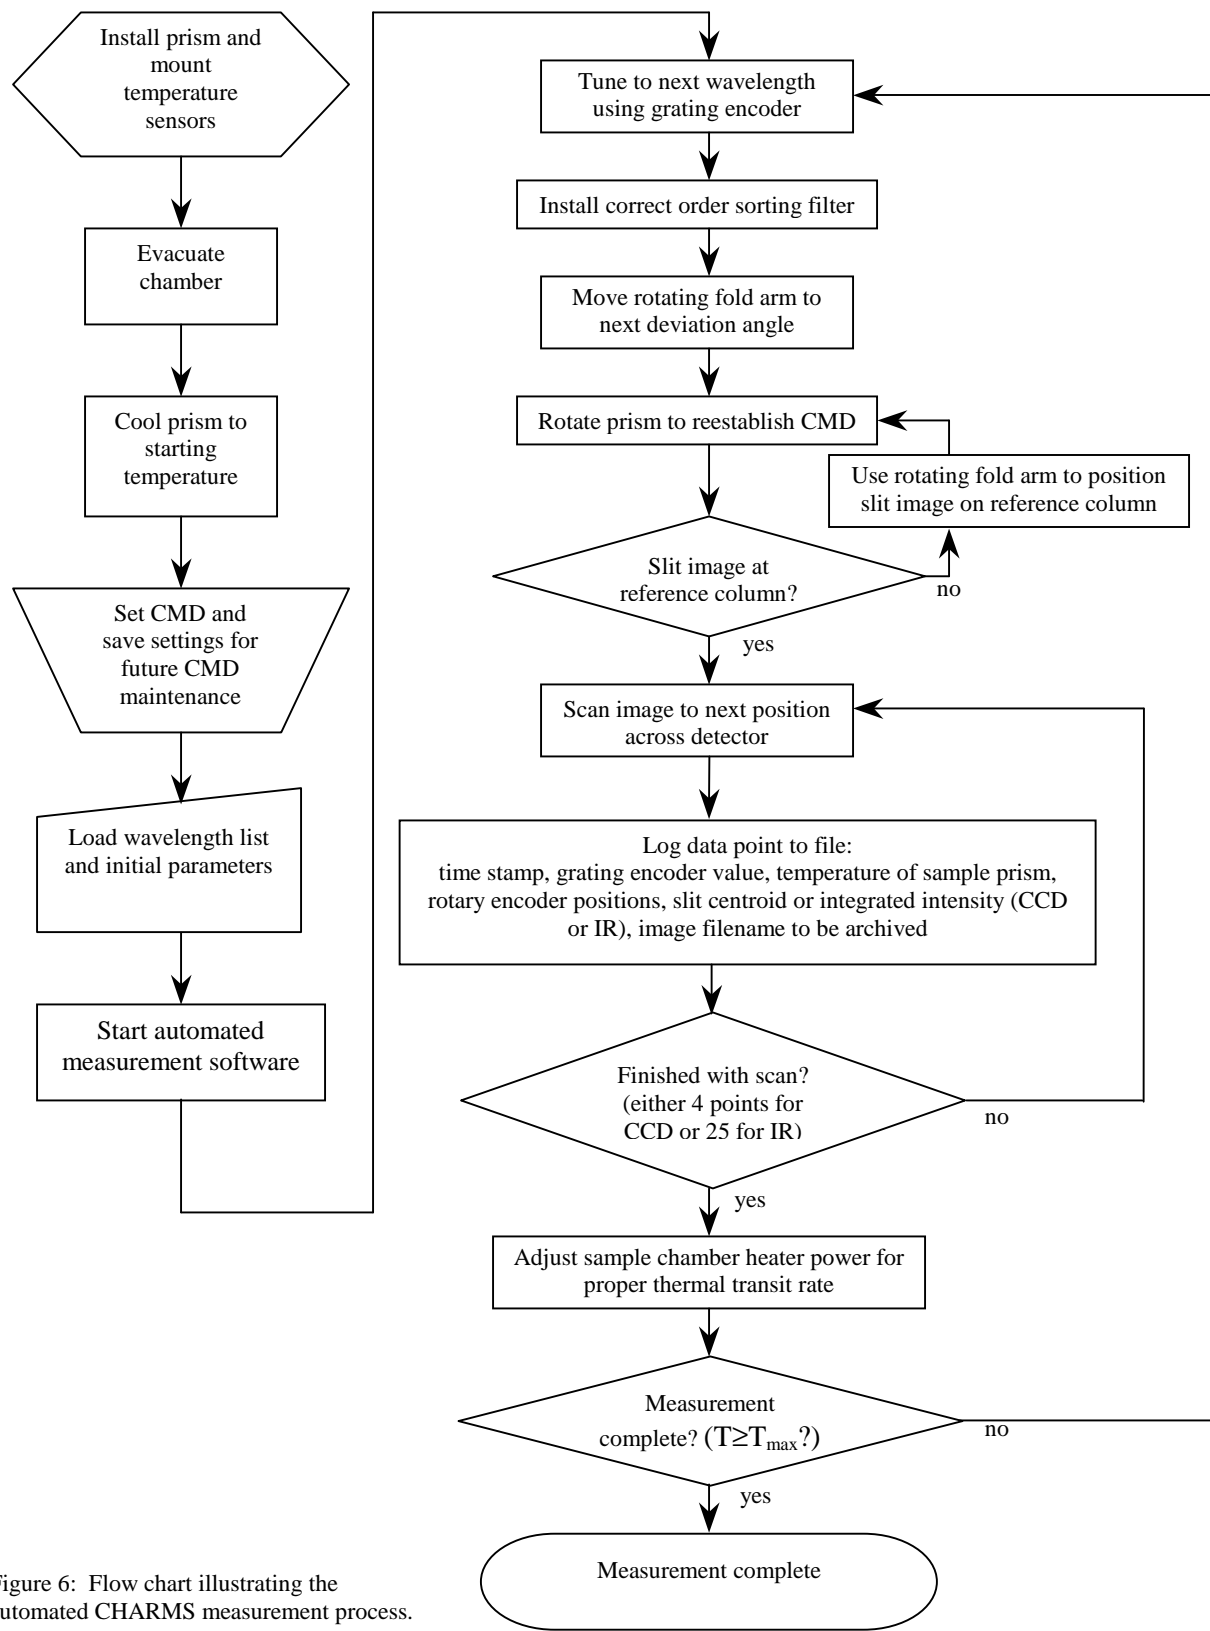 Install prism and
mount
temperature
sensors
Evacuate
chamber
Cool prism to
starting
temperature
Set CMD and
save settings for
future CMD
maintenance
Load wavelength list
and initial parameters
Start automated
measurement software
Tune to next wavelength
using grating encoder
Install correct order sorting filter
Move rotating fold arm to
next deviation angle
Rotate prism to reestablish CMD
Use rotating fold arm to position
slit image on reference column
Slit image at
reference column?
no
yes
Scan image to next position
across detector
Log data point to file:
time stamp, grating encoder value, temperature of sample prism,
rotary encoder positions, slit centroid or integrated intensity (CCD
or IR), image filename to be archived
Finished with scan?
(either 4 points for
CCD or 25 for IR)
no
yes
Adjust sample chamber heater power for
proper thermal transit rate
Measurement
complete? (T≥Tmax?)
no
yes
Measurement complete
igure 6: Flow chart illustrating the
utomated CHARMS measurement process.